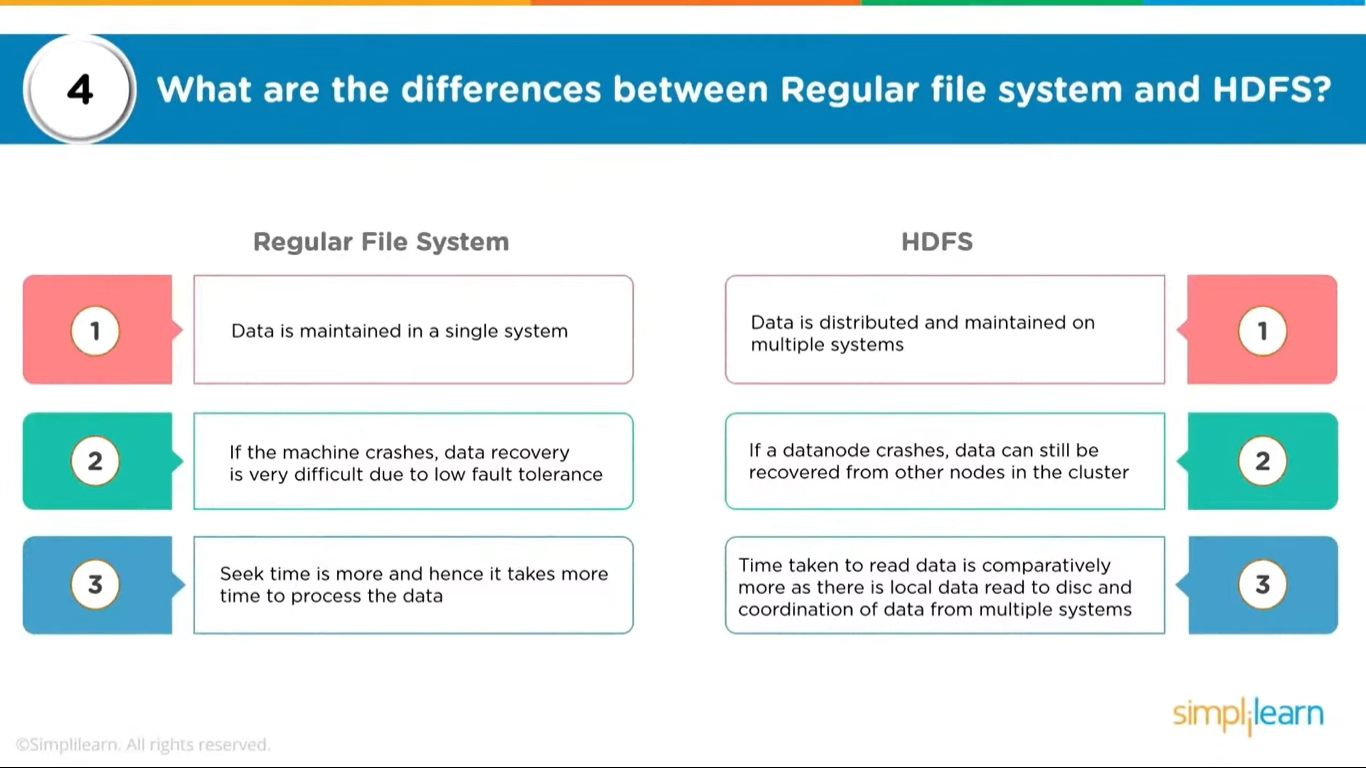 4
What are the differences between Regular file system and HDFS?
Regular File System
1
Data is maintained in a single system
2
If the machine crashes, data recovery
is very difficult due to low fault tolerance
3
Seek time is more and hence it takes more
time to process the data
HDFS
Data is distributed and maintained on
multiple systems
1
If a datanode crashes, data can still be
recovered from other nodes in the cluster
2
Time taken to read data is comparatively
more as there is local data read to disc and
coordination of data from multiple systems
3
simplilearn
©Simplilearn. All rights reserved.